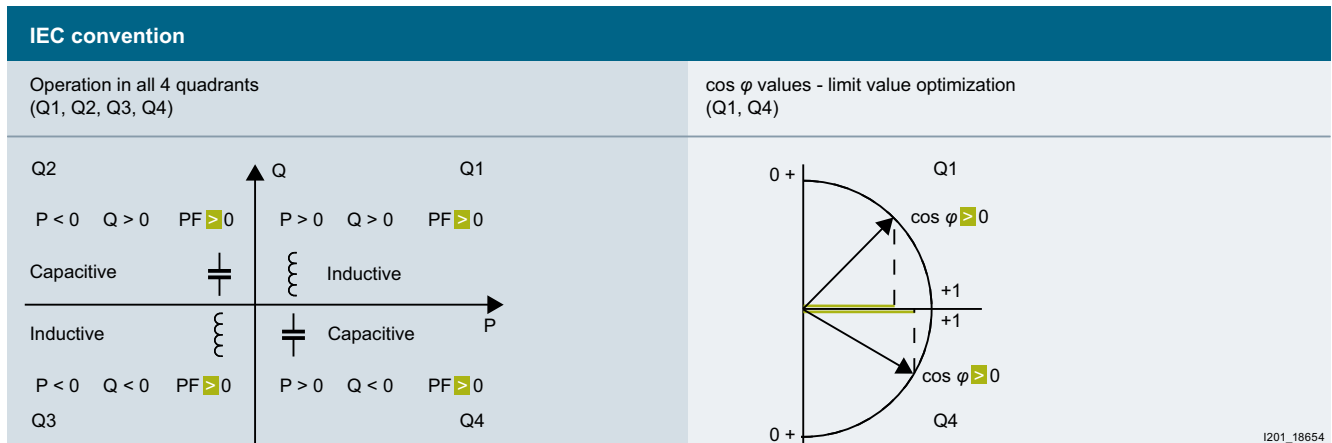 IEC convention
Operation in all 4 quadrants
(Q1, Q2, Q3, Q4)
Q2
Q
Q1
P < 0 Q > 0 PF > 0
P > 0 Q > 0 PF > 0
Capacitive
Inductive
P
Inductive
Capacitive
P < 0 Q < 0 PF > 0
P > 0 Q < 0 PF > 0
Q3
Q4
cos φ values - limit value optimization
(Q1, Q4)
0 +
Q1
cos φ > 0
+1
+1
cos φ > 0
Q4
0 +
I201_18654